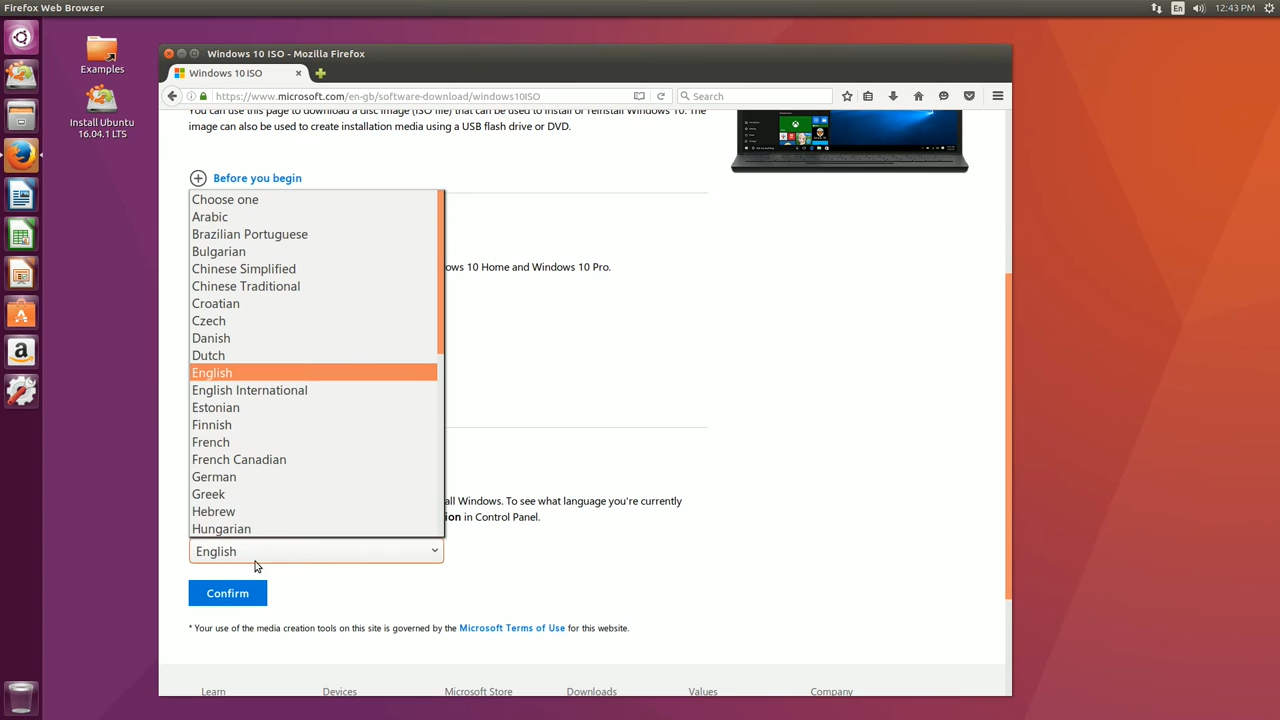 Firefox Web Browser
En
12:43 PM
Examples
Install Ubuntu
16.04.1 LTS
Windows 10 ISO - Mozilla Firefox
Windows 10 ISO
https://www.microsoft.com/en-gb/software-download/windows10ISO
Search
You can use this page to download a disc image (ISO file) that can be used to install or reinstall Windows 10. The
image can also be used to create installation media using a USB flash drive or DVD.
Before you begin
Choose one
Arabic
Brazilian Portuguese
Bulgarian
Chinese Simplified
ows 10 Home and Windows 10 Pro.
Chinese Traditional
Croatian
Czech
Danish
Dutch
English
English International
Estonian
Finnish
French
French Canadian
German
Greek
all Windows. To see what language you're currently
Hebrew
ion in Control Panel.
Hungarian
English
Confirm
* Your use of the media creation tools on this site is governed by the Microsoft Terms of Use for this website.
Learn
Devices
Microsoft Store
Downloads
Values
Company